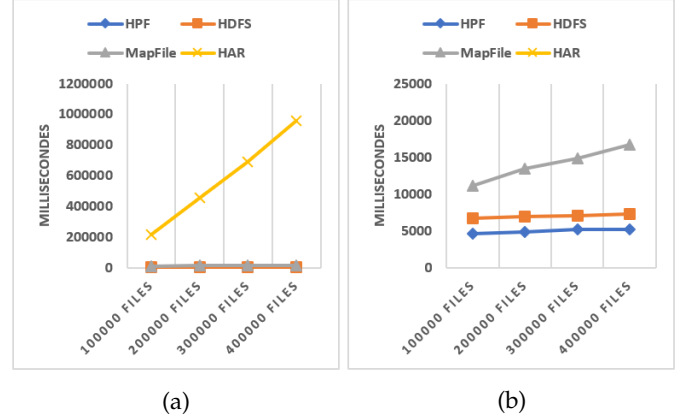 HPF HDFS
MapFile HAR
1200000
1000000
800000
600000
400000
200000
0
MILLISECONDES
100000 FILES
200000 FILES
300000 FILES
400000 FILES
(a)
HPF HDFS
MapFile HAR
25000
20000
15000
10000
5000
0
MILLISECONDES
100000 FILES
200000 FILES
300000 FILES
400000 FILES
(b)